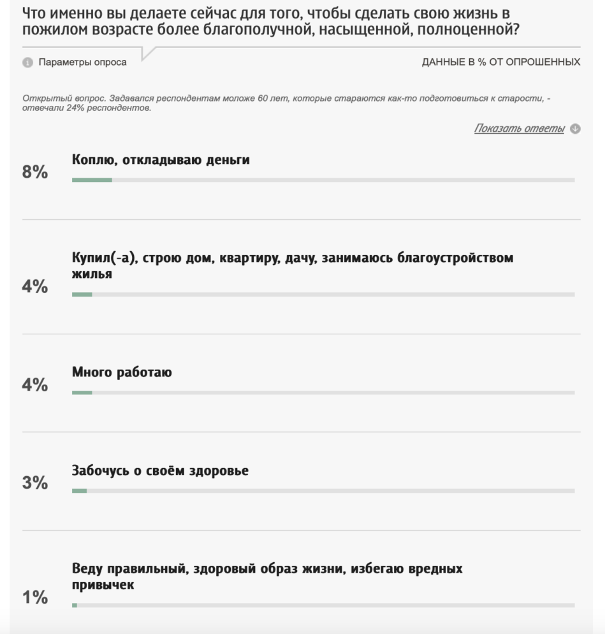 Что именно вы делаете сейчас для того, чтобы сделать свою жизнь в
пожилом возрасте более благополучной, насыщенной, полноценной?
Параметры опроса
ДАННЫЕ В % ОТ ОПРОШЕННЫХ
Открытый вопрос. Задавался респондентам моложе 60 лет, которые стараются как-то подготовиться к старости, -
отвечали 24% респондентов.
Показать ответы
8%
Коплю, откладываю деньги
4%
Купил(-а), строю дом, квартиру, дачу, занимаюсь благоустройством
жилья
4%
Много работаю
3%
Забочусь о своём здоровье
1%
Веду правильный, здоровый образ жизни, избегаю вредных
привычек